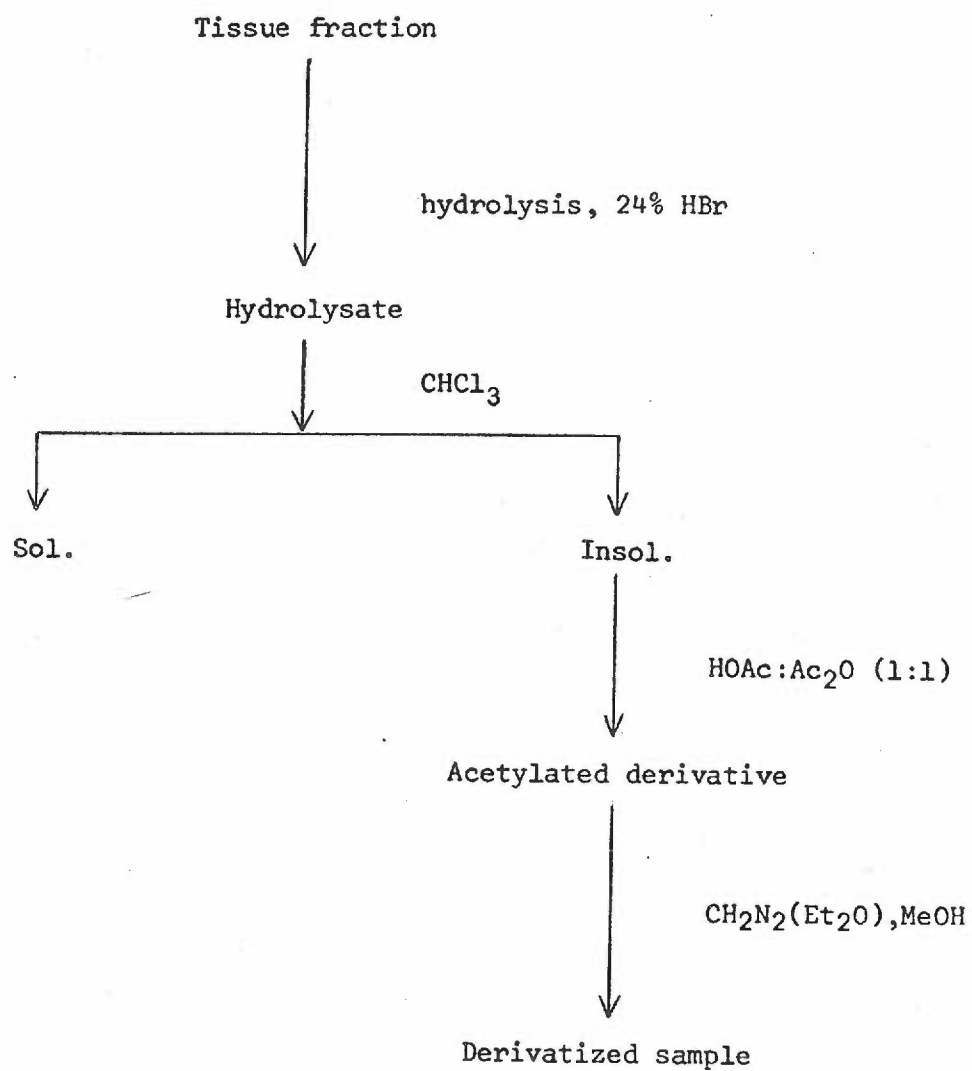 Tissue fraction
hydrolysis, 24% HBr
Hydrolysate
CHCl3
Sol.
Insol.
HOAc:Ac2O (1:1)
Acetylated derivative
CH2N2(Et2O),MeOH
Derivatized sample